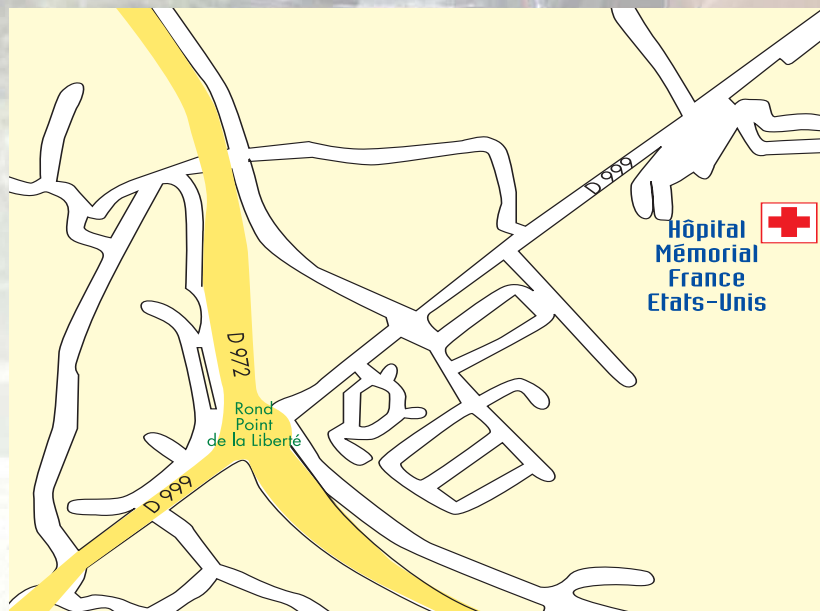 D 999
Hôpital
Mémorial
France
Etats-Unis
D 972
Rond
Point
de la Liberté
D 999